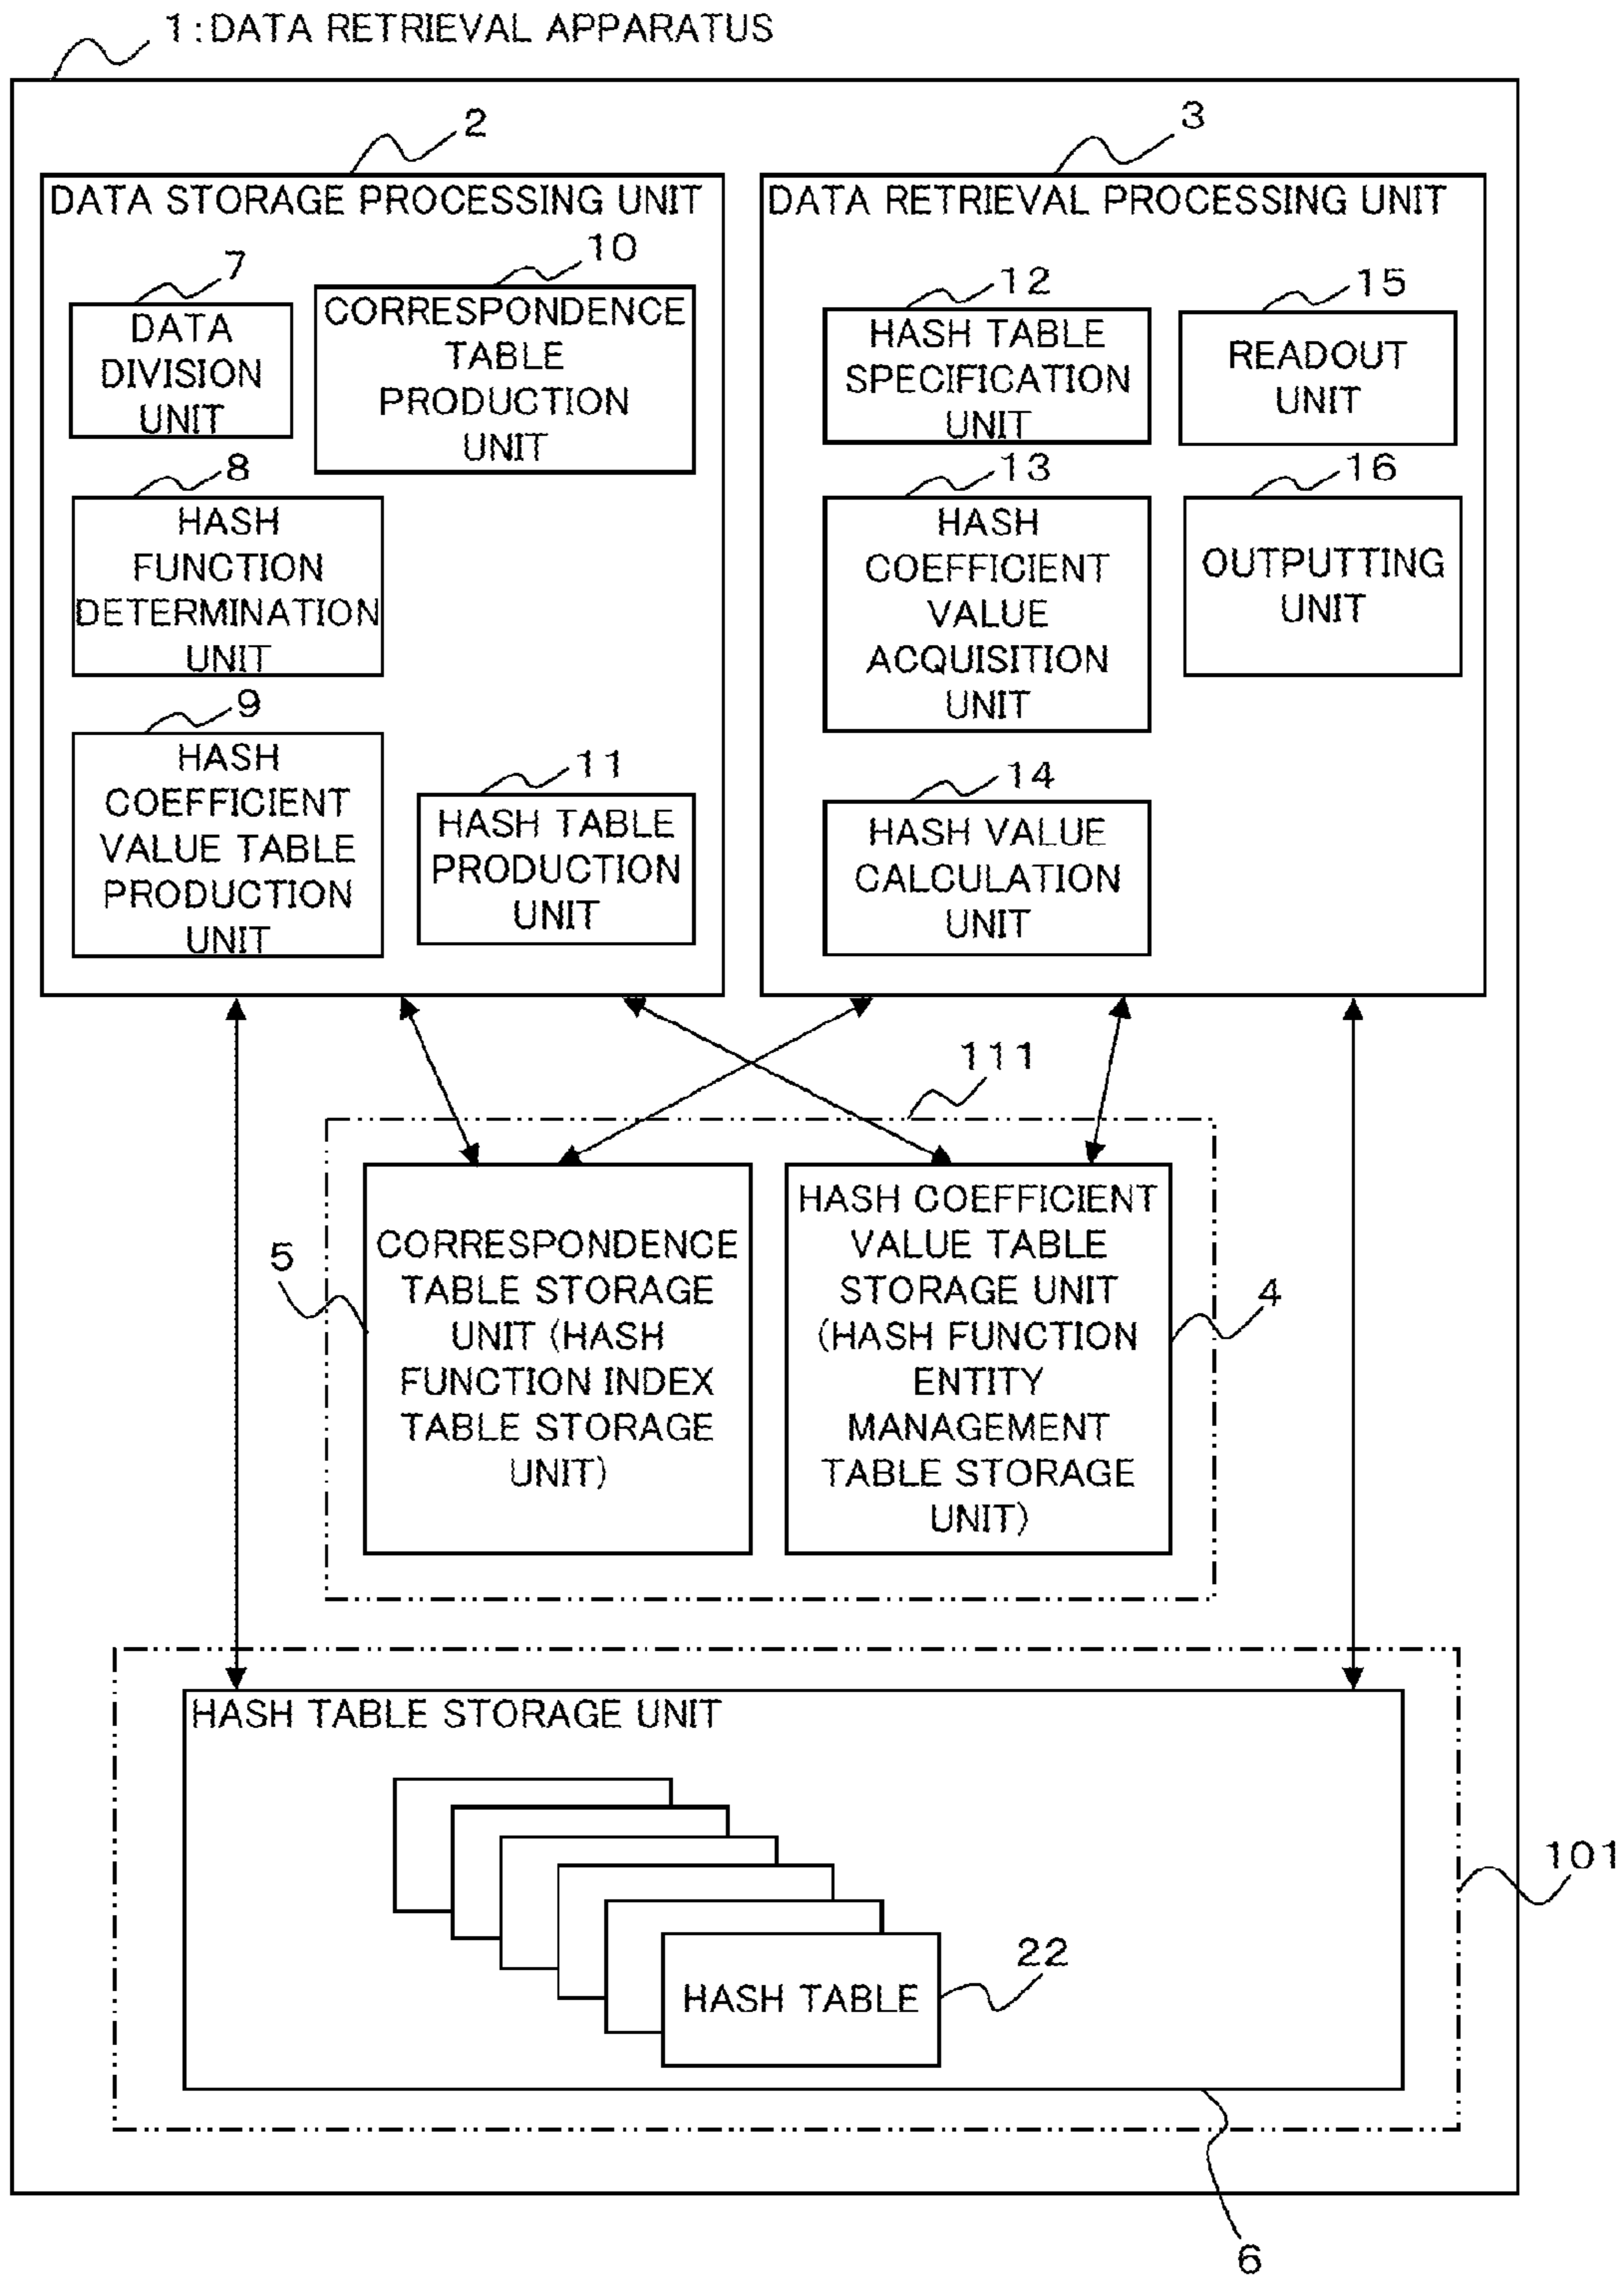 1:DATA RETRIEVAL APPARATUS
2
DATA STORAGE PROCESSING UNIT
7
DATA
DIVISION
UNIT
10
CORRESPONDENCE
TABLE
PRODUCTION
UNIT
8
HASH
FUNCTION
DETERMINATION
UNIT
9
HASH
COEFFICIENT
VALUE TABLE
PRODUCTION
UNIT
11
HASH TABLE
PRODUCTION
UNIT
3
DATA RETRIEVAL PROCESSING UNIT
12
HASH TABLE
SPECIFICATION
UNIT
15
READOUT
UNIT
13
HASH
COEFFICIENT
VALUE
ACQUISITION
UNIT
16
OUTPUTTING
UNIT
14
HASH VALUE
CALCULATION
UNIT
111
5
CORRESPONDENCE
TABLE STORAGE
UNIT (HASH
FUNCTION INDEX
TABLE STORAGE
UNIT)
HASH COEFFICIENT
VALUE TABLE
STORAGE UNIT
(HASH FUNCTION
ENTITY
MANAGEMENT
TABLE STORAGE
UNIT)
4
HASH TABLE STORAGE UNIT
101
22
HASH TABLE
6